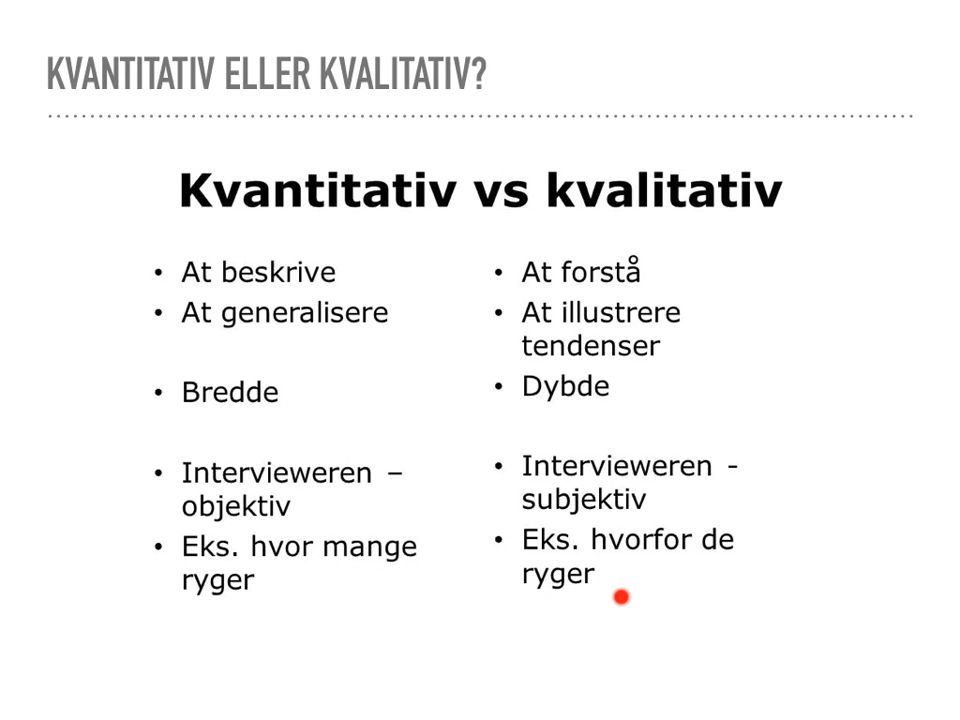 KVANTITATIV ELLER KVALITATIV?
Kvantitativ vs kvalitativ
• At beskrive
• At generalisere
• Bredde
• Intervieweren –
objektiv
• Eks. hvor mange
ryger
• At forstå
• At illustrere
tendenser
• Dybde
• Intervieweren -
subjektiv
• Eks. hvorfor de
ryger